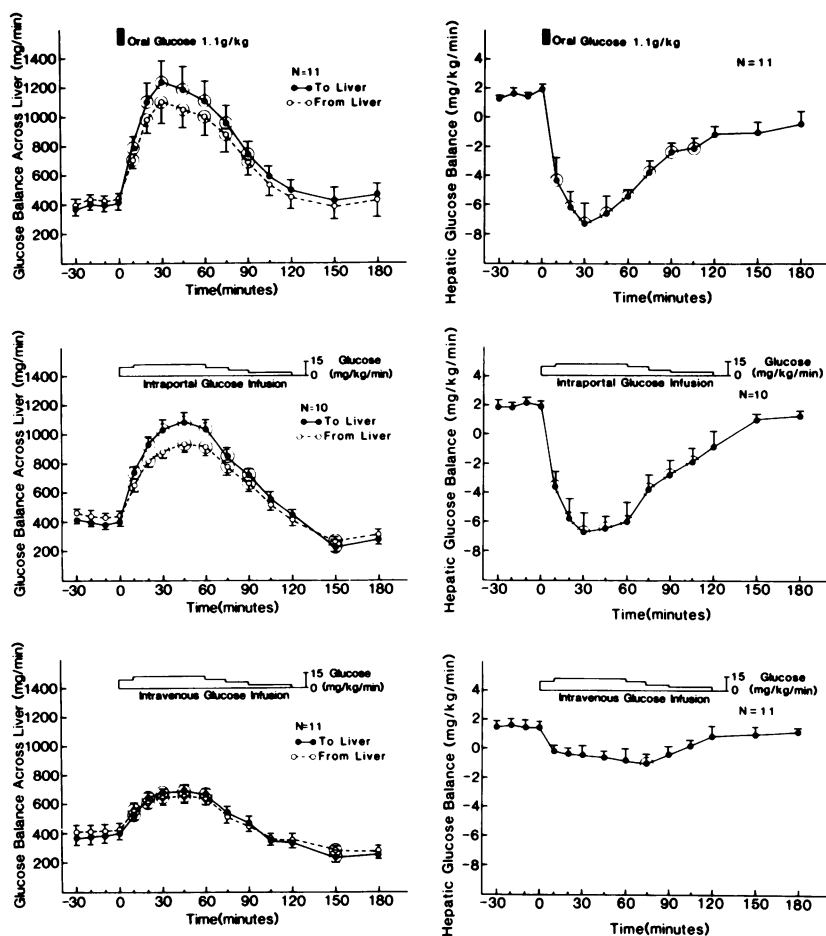 Oral Glucose 1.1g/kg
N=11
To Liver
From Liver
Glucose Balance Across Liver (mg/min)
1400
1200
1000
800
600
400
200
-30 0 30 60 90 120 150 180
Time(minutes)
Oral Glucose 1.1g/kg
N = 11
Hepatic Glucose Balance (mg/kg/min)
4
2
0
-2
-4
-6
-8
-30 0 30 60 90 120 150 180
Time(minutes)
15 Glucose
0 (mg/kg/min)
Intraportal Glucose Infusion
N=10
To Liver
From Liver
Glucose Balance Across Liver (mg/min)
1400
1200
1000
800
600
400
200
-30 0 30 60 90 120 150 180
Time(minutes)
15 Glucose
0 (mg/kg/min)
Intraportal Glucose Infusion
N=10
Hepatic Glucose Balance (mg/kg/min)
4
2
0
-2
-4
-6
-8
-30 0 30 60 90 120 150 180
Time (minutes)
15 Glucose
0 (mg/kg/min)
Intravenous Glucose Infusion
N=11
To Liver
From Liver
Glucose Balance Across Liver (mg/min)
1400
1200
1000
800
600
400
200
-30 0 30 60 90 120 150 180
Time(minutes)
15 Glucose
0 (mg/kg/min)
Intravenous Glucose Infusion
N = 11
Hepatic Glucose Balance (mg/kg/min)
4
2
0
-2
-4
-6
-8
-30 0 30 60 90 120 150 180
Time(minutes)